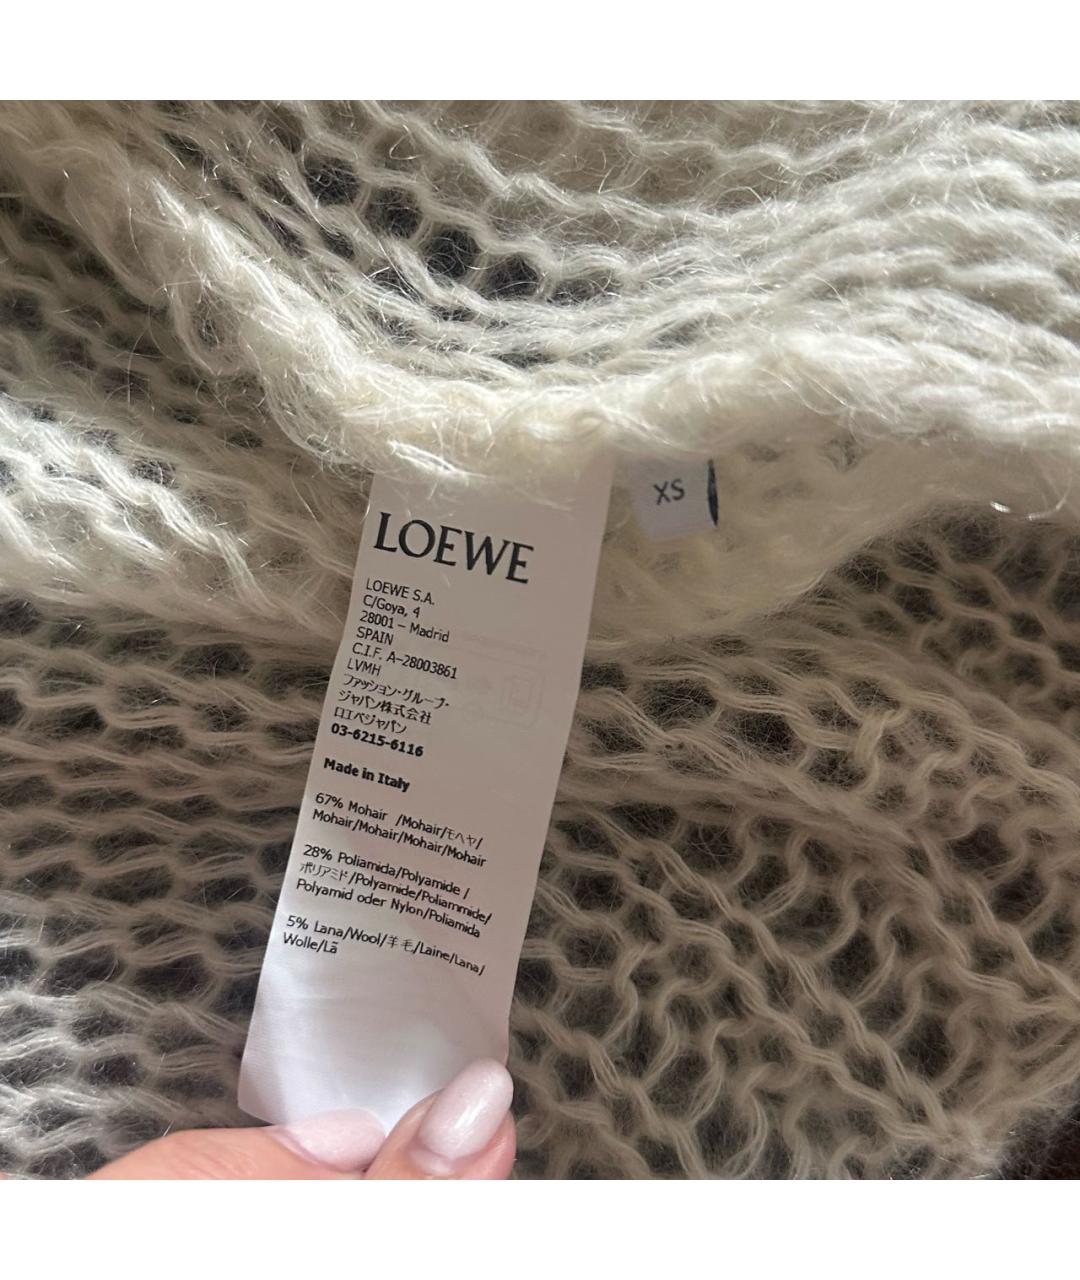 XS
LOEWE
LOEWE S.A.
C/Goya, 4
28001 – Madrid
SPAIN
C.I.F. A-28003861
LVMH
ファッション・グループ・
ジャパン株式会社
ロエベジャパン
03-6215-6116
Made in Italy
67% Mohair /Mohair/モヘヤ/
Mohair/Mohair/Mohair/Mohair
28% Poliamida/Polyamide /
ポリアミド/Polyamide/Poliammide/
Polyamid oder Nylon/Poliamida
5% Lana/Wool/羊毛/Laine/Lana/
Wolle/Lã